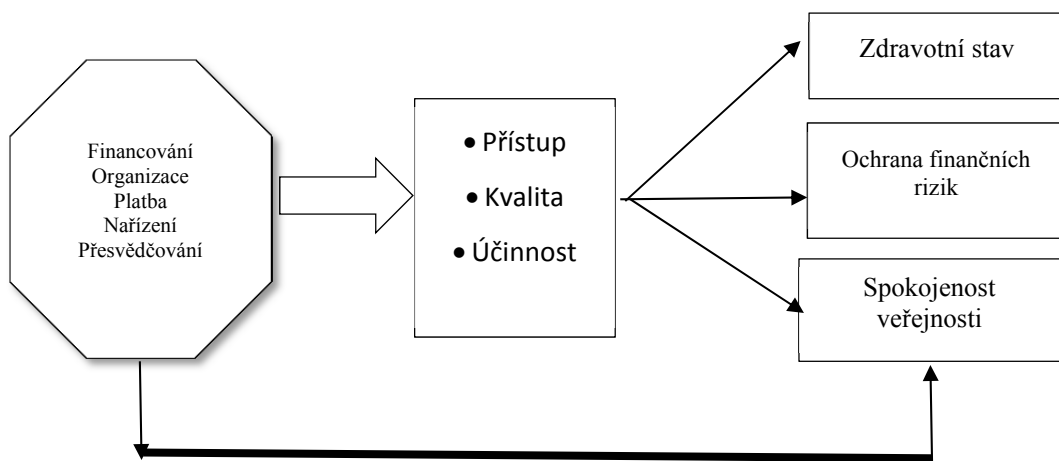 Financování
Organizace
Platba
Nařízení
Přesvědčování
• Přístup
• Kvalita
• Účinnost
Zdravotní stav
Ochrana finančních
rizik
Spokojenost
veřejnosti